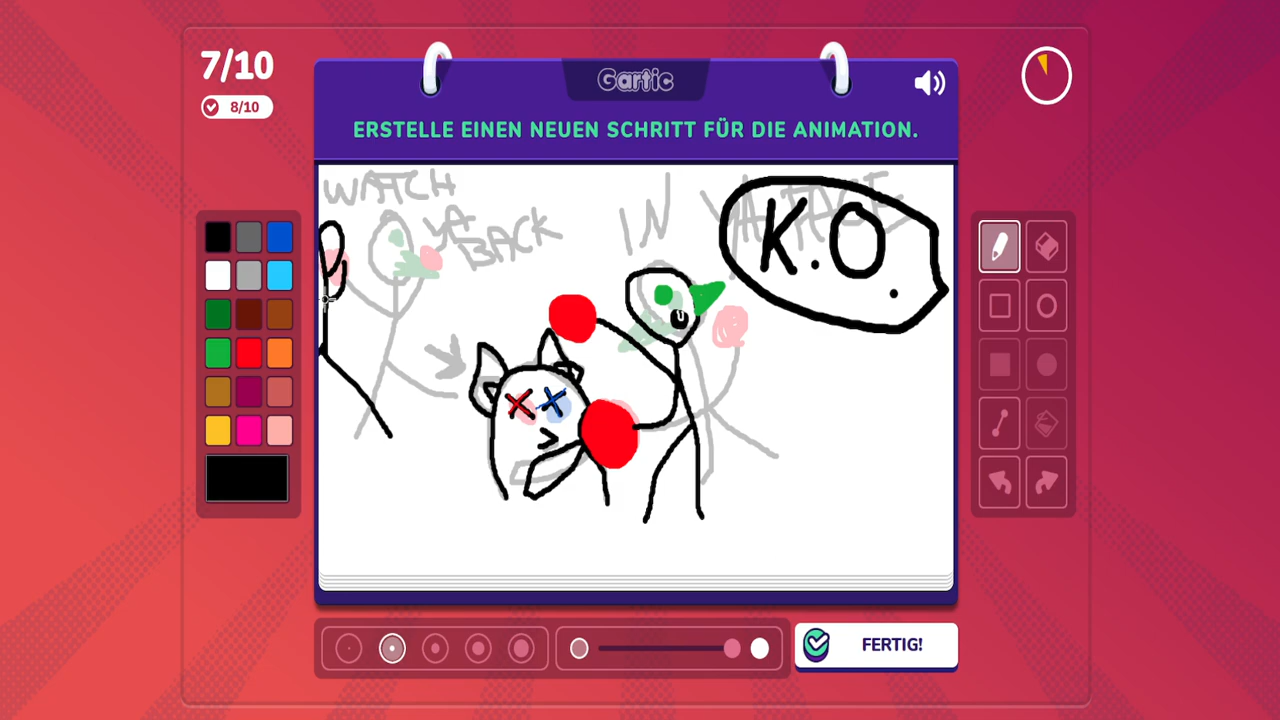 7/10
8/10
Gartic
ERSTELLE EINEN NEUEN SCHRITT FÜR DIE ANIMATION.
WATCH
YA
BACK
IN
K.O.
FERTIG!